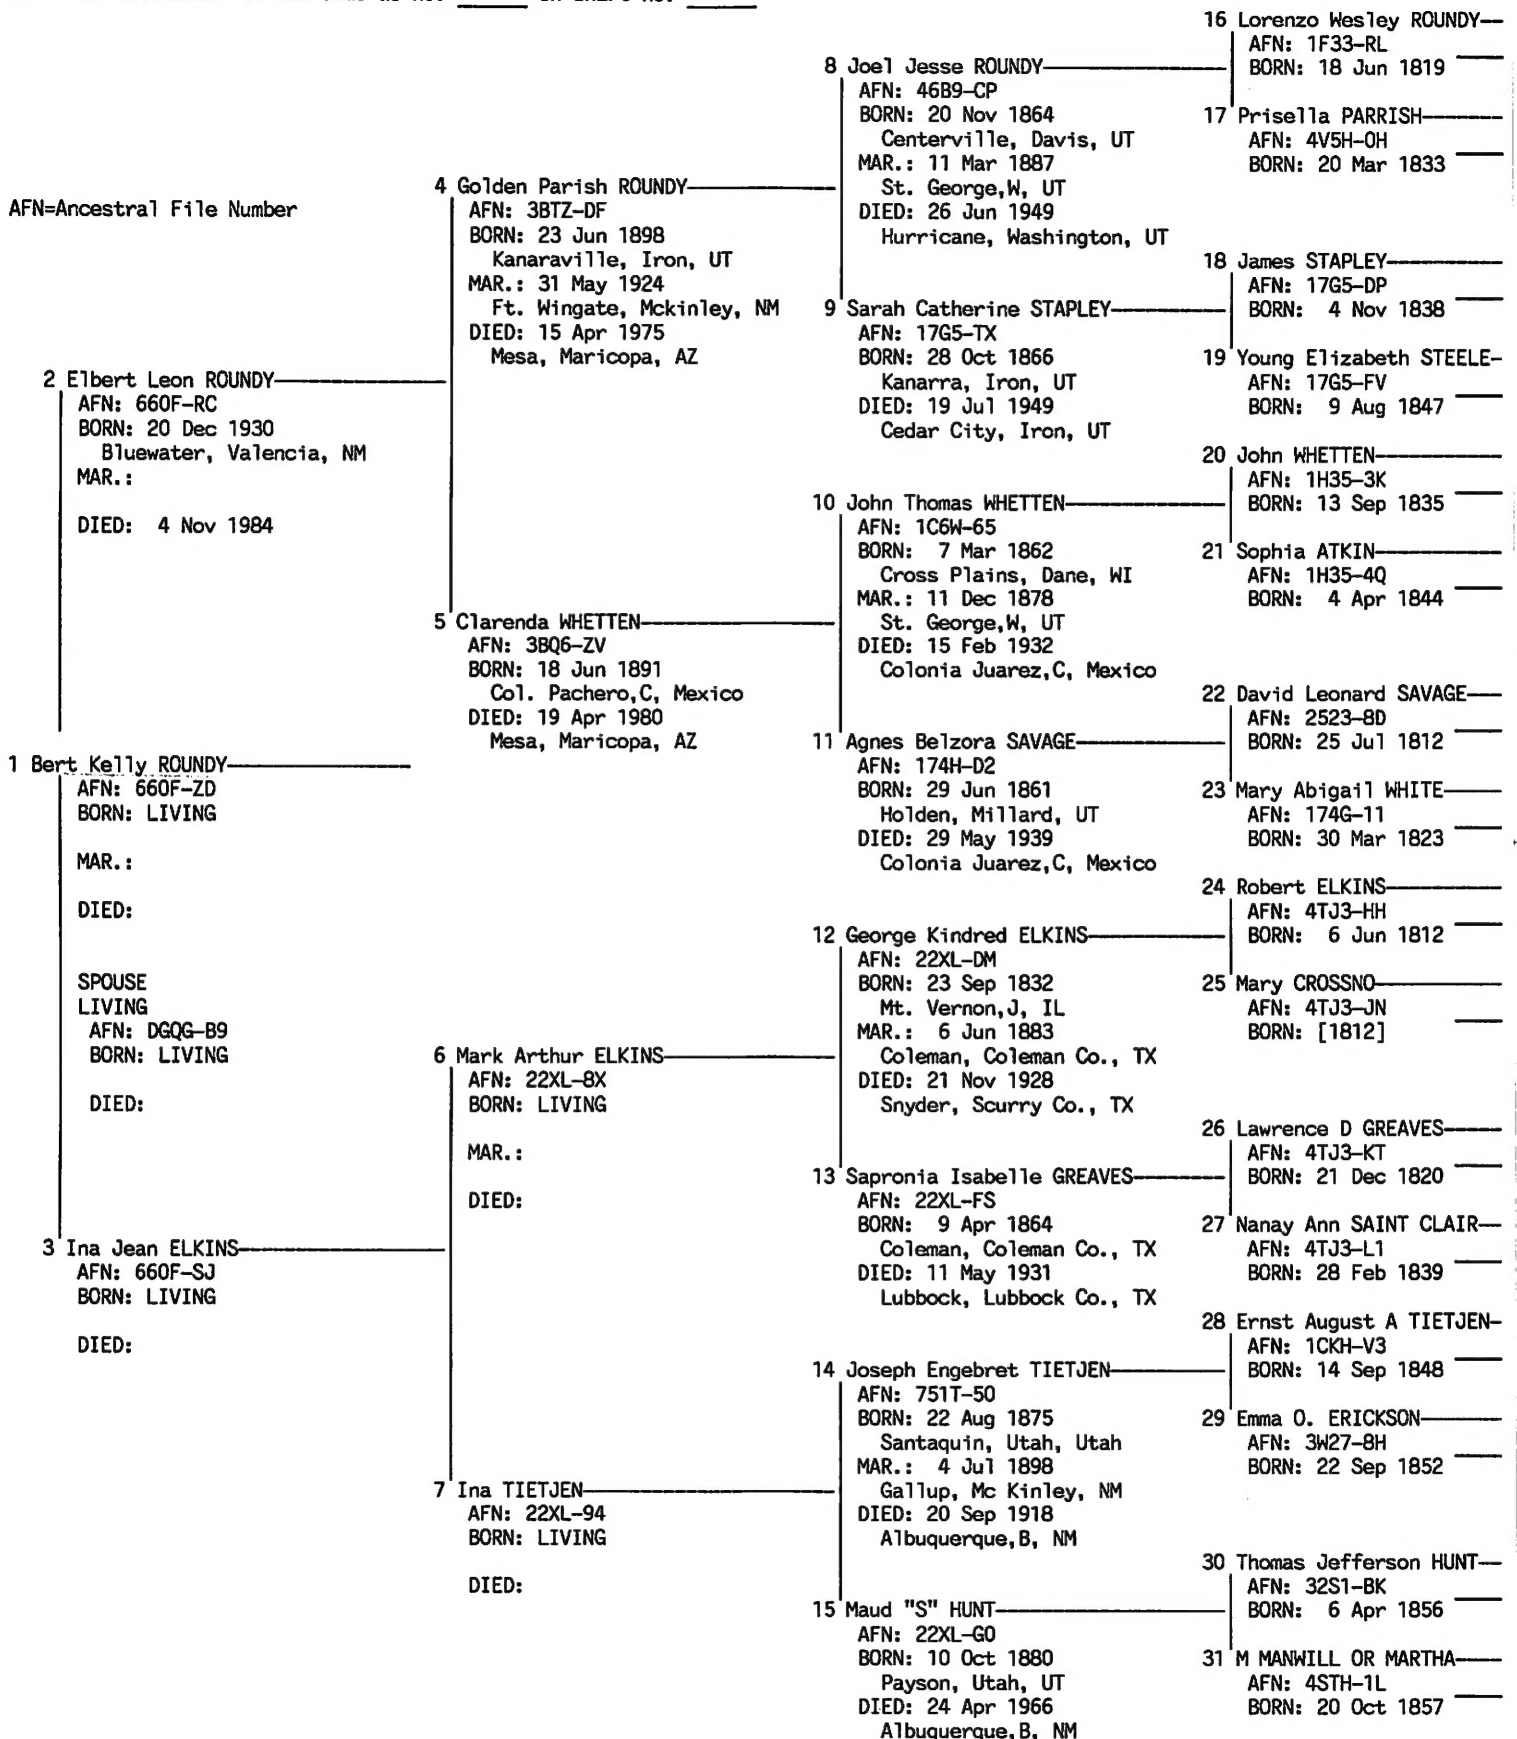 AFN=Ancestral File Number
1 Bert Kelly ROUNDY
AFN: 660F-ZD
BORN: LIVING
MAR.:
DIED:
SPOUSE
LIVING
AFN: DGQG-B9
BORN: LIVING
DIED:
2 Elbert Leon ROUNDY
AFN: 660F-RC
BORN: 20 Dec 1930
Bluewater, Valencia, NM
MAR.:
DIED: 4 Nov 1984
3 Ina Jean ELKINS
AFN: 660F-SJ
BORN: LIVING
DIED:
4 Golden Parish ROUNDY
AFN: 3BTZ-DF
BORN: 23 Jun 1898
Kanaraville, Iron, UT
MAR.: 31 May 1924
Ft. Wingate, Mckinley, NM
DIED: 15 Apr 1975
Mesa, Maricopa, AZ
5 Clarenda WHETTEN
AFN: 3BQ6-ZV
BORN: 18 Jun 1891
Col. Pachero,C, Mexico
DIED: 19 Apr 1980
Mesa, Maricopa, AZ
6 Mark Arthur ELKINS
AFN: 22XL-8X
BORN: LIVING
MAR.:
DIED:
7 Ina TIETJEN
AFN: 22XL-94
BORN: LIVING
DIED:
8 Joel Jesse ROUNDY
AFN: 46B9-CP
BORN: 20 Nov 1864
Centerville, Davis, UT
MAR.: 11 Mar 1887
St. George,W, UT
DIED: 26 Jun 1949
Hurricane, Washington, UT
9 Sarah Catherine STAPLEY
AFN: 17G5-TX
BORN: 28 Oct 1866
Kanarra, Iron, UT
DIED: 19 Jul 1949
Cedar City, Iron, UT
10 John Thomas WHETTEN
AFN: 1C6W-65
BORN: 7 Mar 1862
Cross Plains, Dane, WI
MAR.: 11 Dec 1878
St. George,W, UT
DIED: 15 Feb 1932
Colonia Juarez,C, Mexico
11 Agnes Belzora SAVAGE
AFN: 174H-D2
BORN: 29 Jun 1861
Holden, Millard, UT
DIED: 29 May 1939
Colonia Juarez,C, Mexico
12 George Kindred ELKINS
AFN: 22XL-DM
BORN: 23 Sep 1832
Mt. Vernon,J, IL
MAR.: 6 Jun 1883
Coleman, Coleman Co., TX
DIED: 21 Nov 1928
Snyder, Scurry Co., TX
13 Sapronia Isabelle GREAVES
AFN: 22XL-FS
BORN: 9 Apr 1864
Coleman, Coleman Co., TX
DIED: 11 May 1931
Lubbock, Lubbock Co., TX
14 Joseph Engebret TIETJEN
AFN: 751T-50
BORN: 22 Aug 1875
Santaquin, Utah, Utah
MAR.: 4 Jul 1898
Gallup, Mc Kinley, NM
DIED: 20 Sep 1918
Albuquerque,B, NM
15 Maud "S" HUNT
AFN: 22XL-G0
BORN: 10 Oct 1880
Payson, Utah, UT
DIED: 24 Apr 1966
Albuquerque,B, NM
16 Lorenzo Wesley ROUNDY
AFN: 1F33-RL
BORN: 18 Jun 1819
17 Prisella PARRISH
AFN: 4V5H-0H
BORN: 20 Mar 1833
18 James STAPLEY
AFN: 17G5-DP
BORN: 4 Nov 1838
19 Young Elizabeth STEELE
AFN: 17G5-FV
BORN: 9 Aug 1847
20 John WHETTEN
AFN: 1H35-3K
BORN: 13 Sep 1835
21 Sophia ATKIN
AFN: 1H35-4Q
BORN: 4 Apr 1844
22 David Leonard SAVAGE
AFN: 2523-8D
BORN: 25 Jul 1812
23 Mary Abigail WHITE
AFN: 174G-11
BORN: 30 Mar 1823
24 Robert ELKINS
AFN: 4TJ3-HH
BORN: 6 Jun 1812
25 Mary CROSSNO
AFN: 4TJ3-JN
BORN: [1812]
26 Lawrence D GREAVES
AFN: 4TJ3-KT
BORN: 21 Dec 1820
27 Nanay Ann SAINT CLAIR
AFN: 4TJ3-L1
BORN: 28 Feb 1839
28 Ernst August A TIETJEN
AFN: 1CKH-V3
BORN: 14 Sep 1848
29 Emma O. ERICKSON
AFN: 3W27-8H
BORN: 22 Sep 1852
30 Thomas Jefferson HUNT
AFN: 32S1-BK
BORN: 6 Apr 1856
31 M MANWILL OR MARTHA
AFN: 4STH-1L
BORN: 20 Oct 1857